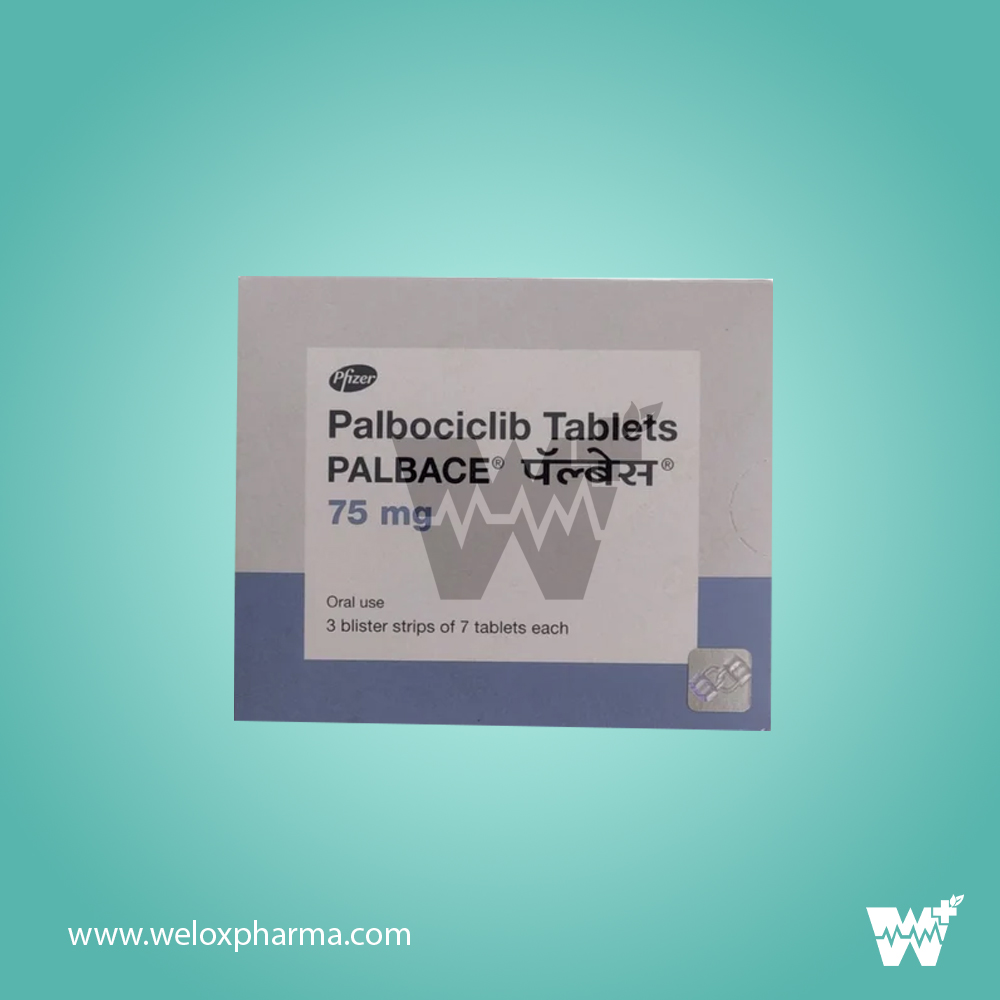 Pfizer
Palbociclib Tablets
PALBACE® पॅल्बेस®
75 mg
Oral use
3 blister strips of 7 tablets each
www.weloxpharma.com